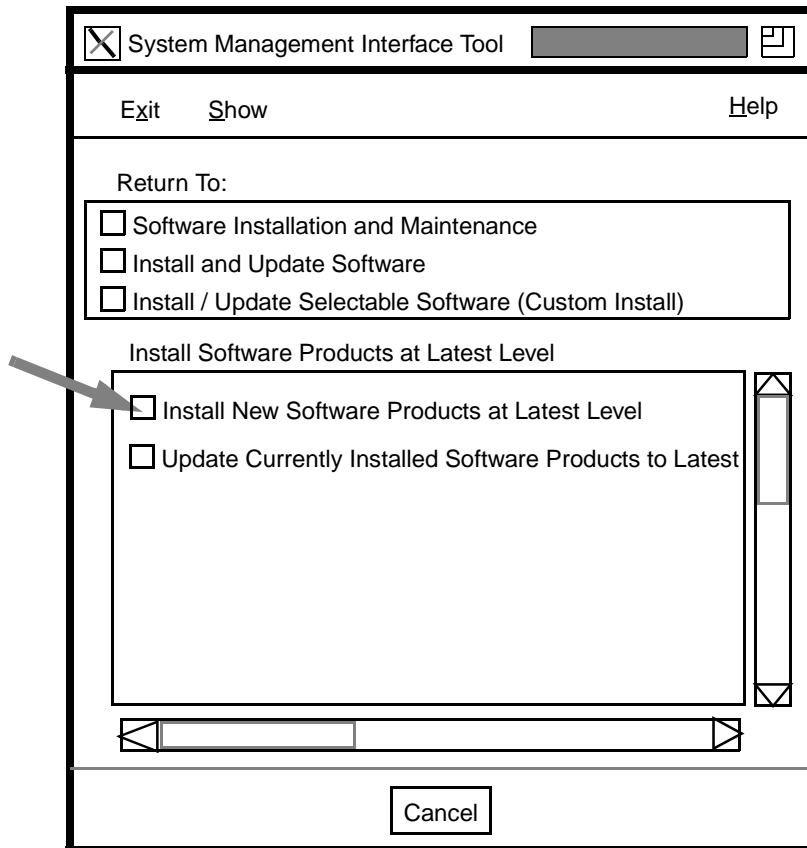 System Management Interface Tool
Exit Show Help
Return To:
Software Installation and Maintenance
Install and Update Software
Install / Update Selectable Software (Custom Install)
Install Software Products at Latest Level
Install New Software Products at Latest Level
Update Currently Installed Software Products to Latest
Cancel